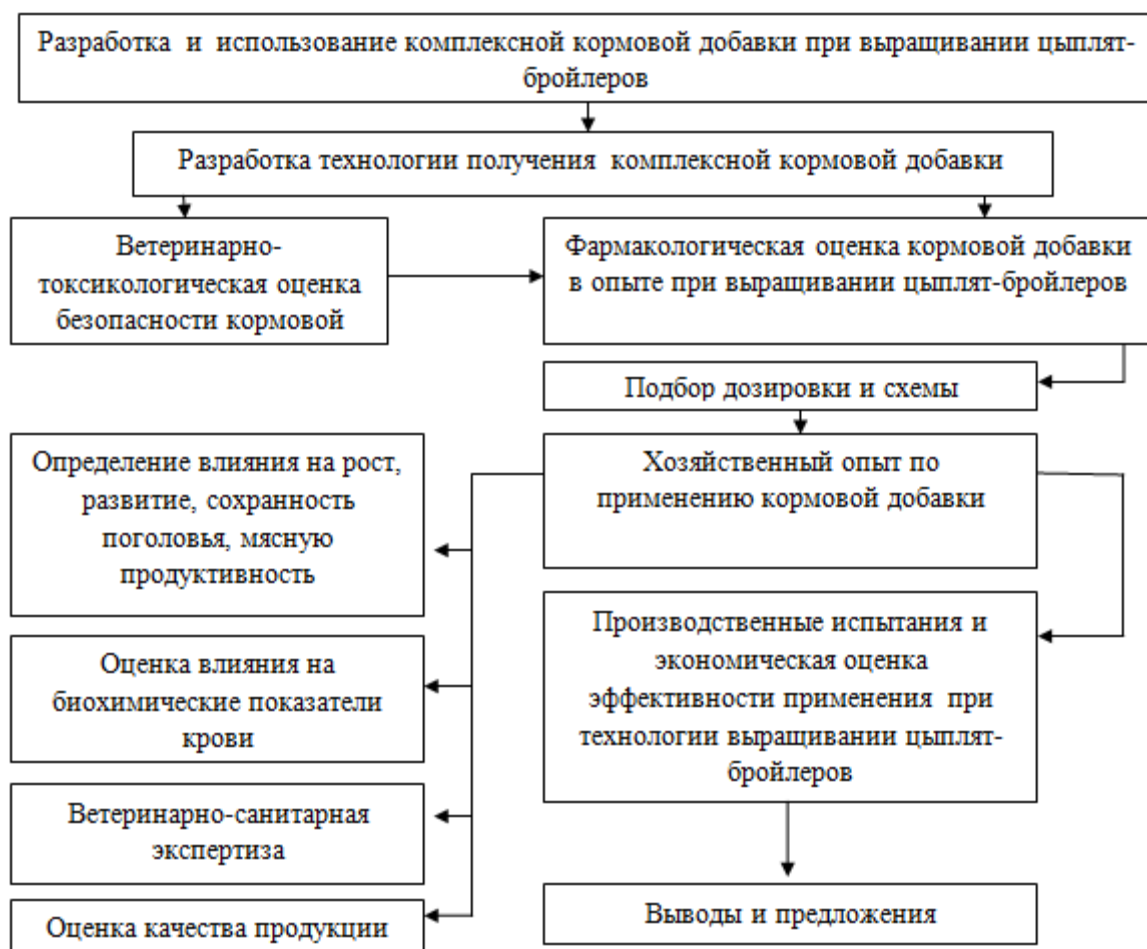 Разработка и использование комплексной кормовой добавки при выращивании цыплят-
бройлеров
Разработка технологии получения комплексной кормовой добавки
Ветеринарно-
токсикологическая оценка
безопасности кормовой
Фармакологическая оценка кормовой добавки
в опыте при выращивании цыплят-бройлеров
Подбор дозировки и схемы
Определение влияния на рост,
развитие, сохранность
поголовья, мясную
продуктивность
Хозяйственный опыт по
применению кормовой добавки
Оценка влияния на
биохимические показатели
крови
Производственные испытания и
экономическая оценка
эффективности применения при
технологии выращивании цыплят-
бройлеров
Ветеринарно-санитарная
экспертиза
Оценка качества продукции
Выводы и предложения